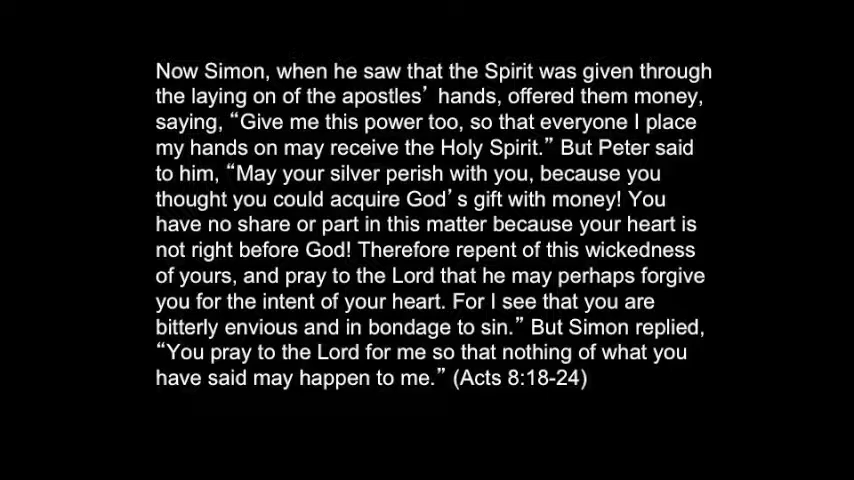 Now Simon, when he saw that the Spirit was given through
the laying on of the apostles’ hands, offered them money,
saying, “Give me this power too, so that everyone I place
my hands on may receive the Holy Spirit.” But Peter said
to him, “May your silver perish with you, because you
thought you could acquire God’s gift with money! You
have no share or part in this matter because your heart is
not right before God! Therefore repent of this wickedness
of yours, and pray to the Lord that he may perhaps forgive
you for the intent of your heart. For I see that you are
bitterly envious and in bondage to sin.” But Simon replied,
“You pray to the Lord for me so that nothing of what you
have said may happen to me.” (Acts 8:18-24)